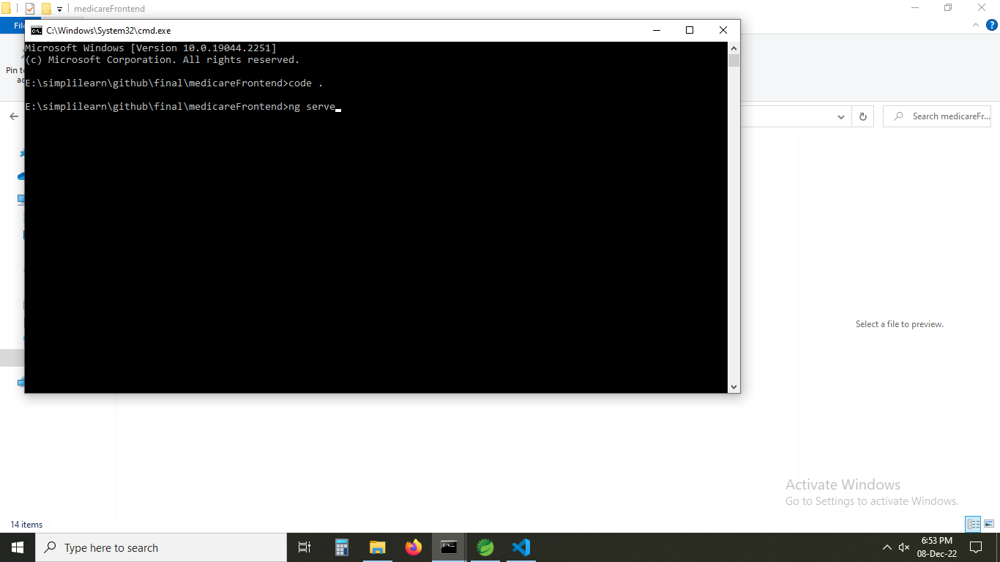 medicareFrontend
File
C:\Windows\System32\cmd.exe
Microsoft Windows [Version 10.0.19044.2251]
(c) Microsoft Corporation. All rights reserved.
E:\simplilearn\github\final\medicareFrontend>code .
E:\simplilearn\github\final\medicareFrontend>ng serve
Pin to
Search medicareFr...
Select a file to preview.
Activate Windows
Go to Settings to activate Windows.
14 items
Type here to search
6:53 PM
08-Dec-22